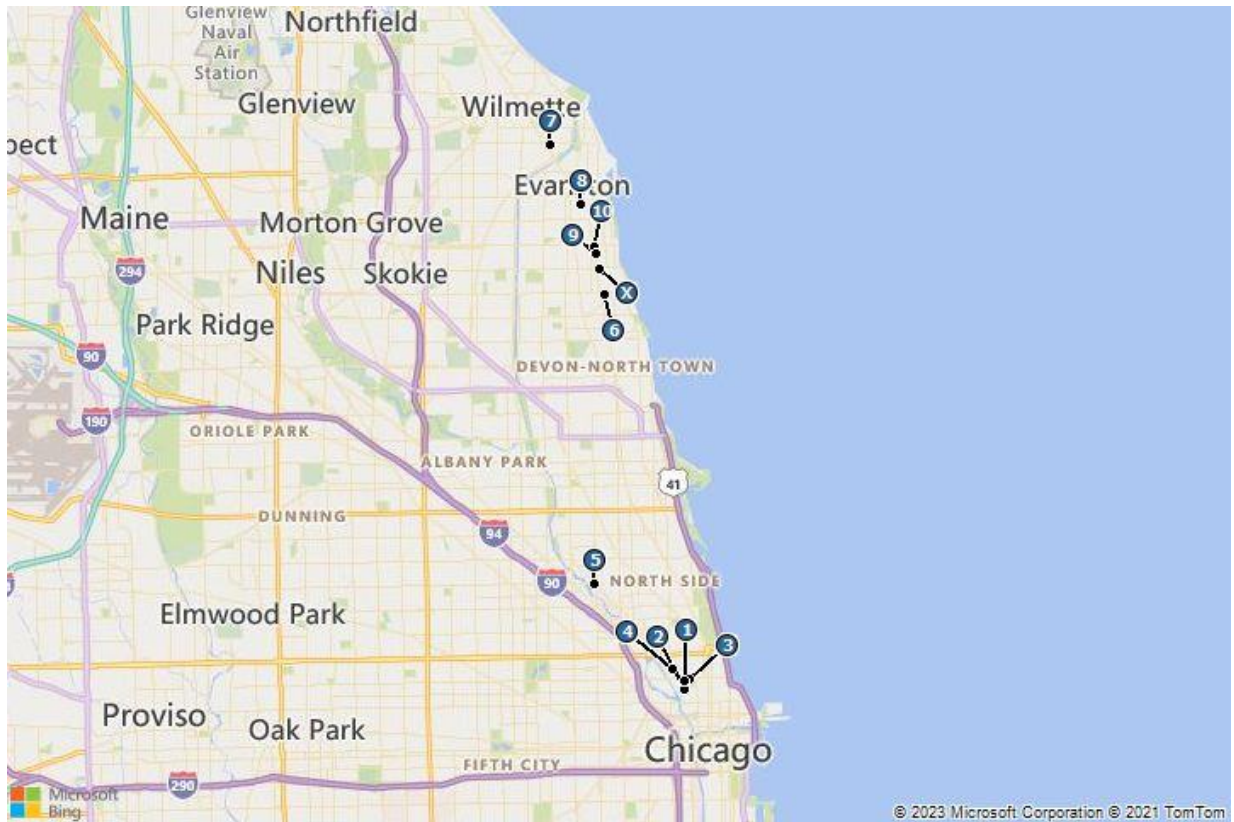 Glenview
Naval
Air
Station
Northfield
Glenview
Wilmette
7
pect
Evanston
8
10
Maine
Morton Grove
9
294
Niles
Skokie
X
Park Ridge
6
90
DEVON-NORTH TOWN
190
ORIOLE PARK
ALBANY PARK
41
DUNNING
94
5
90
NORTH SIDE
Elmwood Park
4
2
1
3
Proviso
Oak Park
Chicago
FIFTH CITY
290
Microsoft
Bing
© 2023 Microsoft Corporation © 2021 TomTom